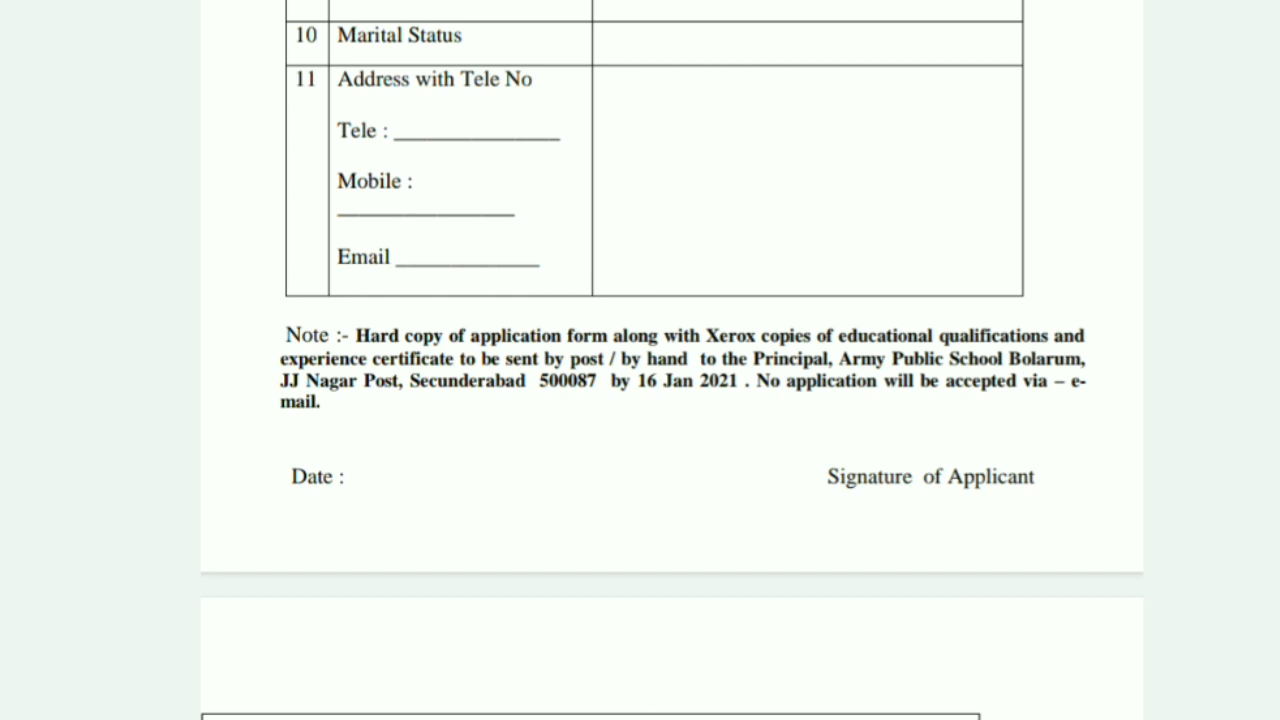 10 Marital Status
11 Address with Tele No
Tele : _______________
Mobile :
________________
Email _____________
Note :- Hard copy of application form along with Xerox copies of educational qualifications and
experience certificate to be sent by post / by hand to the Principal, Army Public School Bolarum,
JJ Nagar Post, Secunderabad 500087 by 16 Jan 2021 . No application will be accepted via – e-
mail.
Date : Signature of Applicant